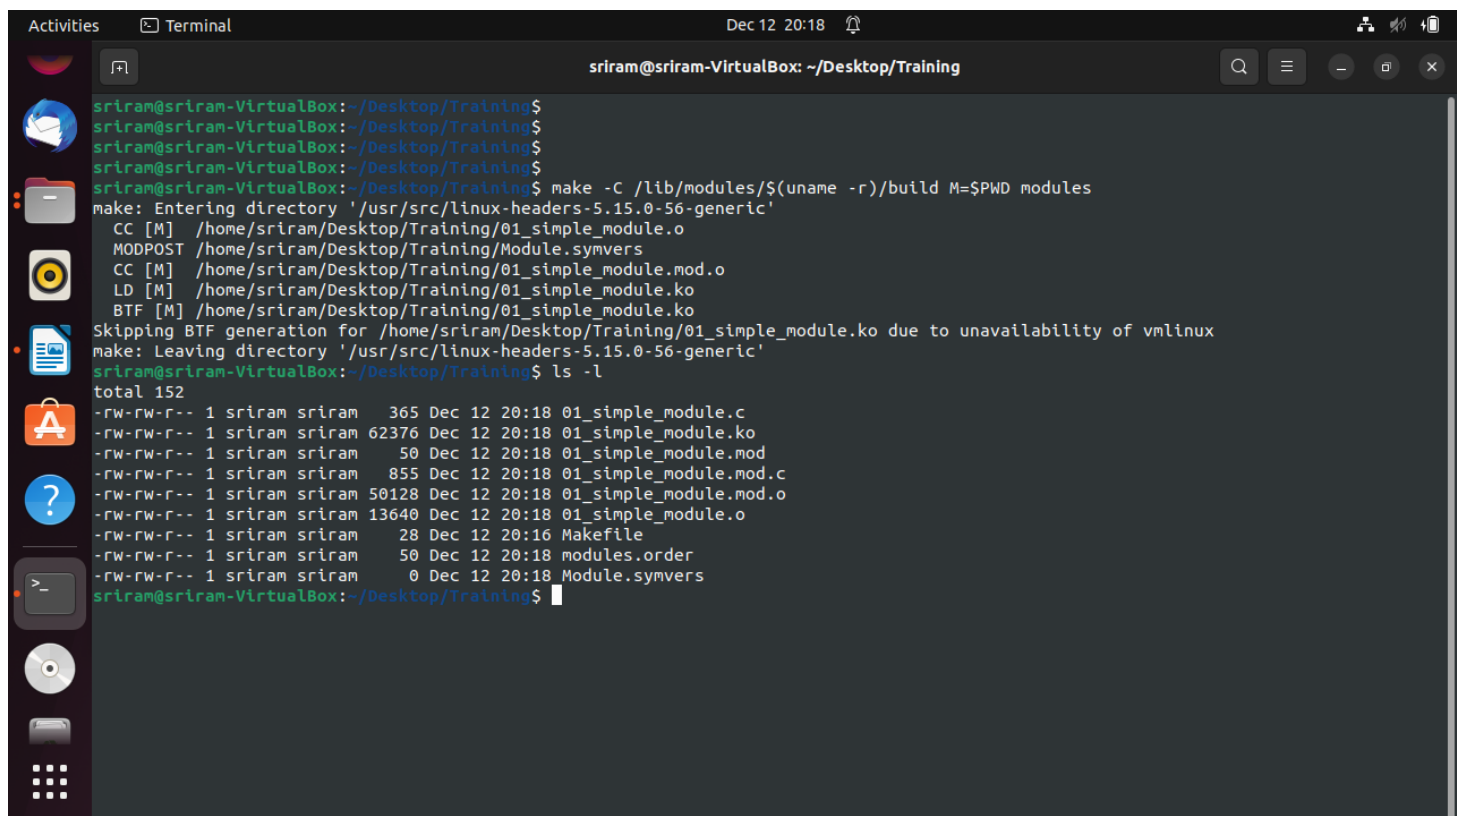 Activities Terminal Dec 12 20:18
sriram@sriram-VirtualBox: ~/Desktop/Training
sriram@sriram-VirtualBox:~/Desktop/Training$
sriram@sriram-VirtualBox:~/Desktop/Training$
sriram@sriram-VirtualBox:~/Desktop/Training$
sriram@sriram-VirtualBox:~/Desktop/Training$
sriram@sriram-VirtualBox:~/Desktop/Training$ make -C /lib/modules/$(uname -r)/build M=$PWD modules
make: Entering directory '/usr/src/linux-headers-5.15.0-56-generic'
  CC [M]  /home/sriram/Desktop/Training/01_simple_module.o
  MODPOST /home/sriram/Desktop/Training/Module.symvers
  CC [M]  /home/sriram/Desktop/Training/01_simple_module.mod.o
  LD [M]  /home/sriram/Desktop/Training/01_simple_module.ko
  BTF [M] /home/sriram/Desktop/Training/01_simple_module.ko
Skipping BTF generation for /home/sriram/Desktop/Training/01_simple_module.ko due to unavailability of vmlinux
make: Leaving directory '/usr/src/linux-headers-5.15.0-56-generic'
sriram@sriram-VirtualBox:~/Desktop/Training$ ls -l
total 152
-rw-rw-r-- 1 sriram sriram   365 Dec 12 20:18 01_simple_module.c
-rw-rw-r-- 1 sriram sriram 62376 Dec 12 20:18 01_simple_module.ko
-rw-rw-r-- 1 sriram sriram    50 Dec 12 20:18 01_simple_module.mod
-rw-rw-r-- 1 sriram sriram   855 Dec 12 20:18 01_simple_module.mod.c
-rw-rw-r-- 1 sriram sriram 50128 Dec 12 20:18 01_simple_module.mod.o
-rw-rw-r-- 1 sriram sriram 13640 Dec 12 20:18 01_simple_module.o
-rw-rw-r-- 1 sriram sriram    28 Dec 12 20:16 Makefile
-rw-rw-r-- 1 sriram sriram    50 Dec 12 20:18 modules.order
-rw-rw-r-- 1 sriram sriram     0 Dec 12 20:18 Module.symvers
sriram@sriram-VirtualBox:~/Desktop/Training$